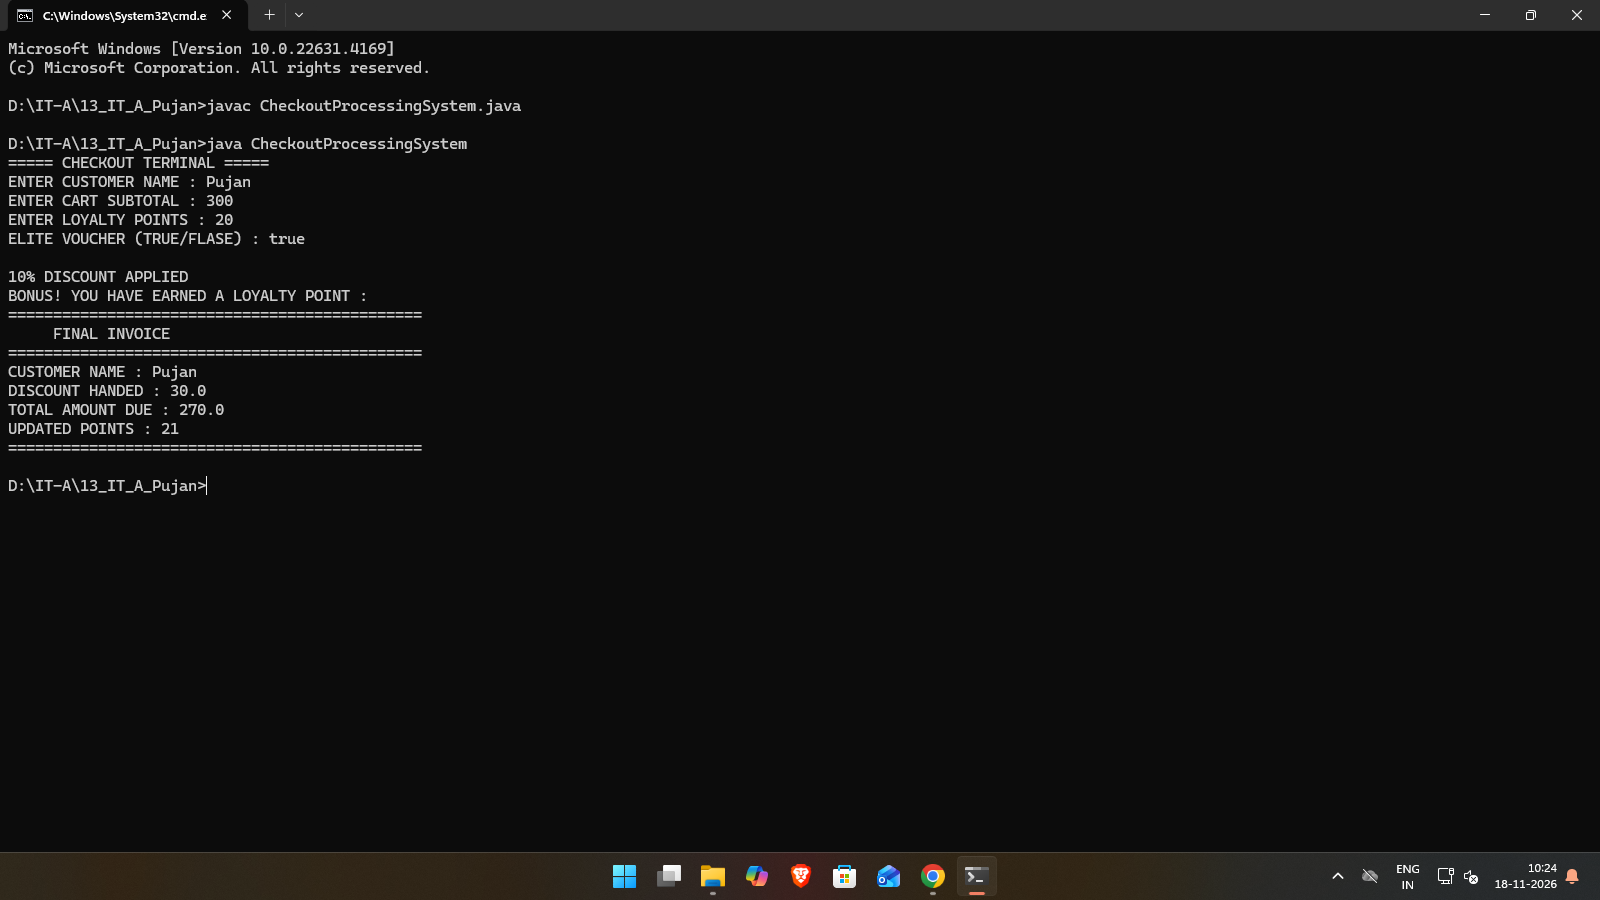 C:\Windows\System32\cmd.e
Microsoft Windows [Version 10.0.22631.4169]
(c) Microsoft Corporation. All rights reserved.
D:\IT-A\13_IT_A_Pujan>javac CheckoutProcessingSystem.java
D:\IT-A\13_IT_A_Pujan>java CheckoutProcessingSystem
===== CHECKOUT TERMINAL =====
ENTER CUSTOMER NAME : Pujan
ENTER CART SUBTOTAL : 300
ENTER LOYALTY POINTS : 20
ELITE VOUCHER (TRUE/FLASE) : true
10% DISCOUNT APPLIED
BONUS! YOU HAVE EARNED A LOYALTY POINT :
==============================================
FINAL INVOICE
==============================================
CUSTOMER NAME : Pujan
DISCOUNT HANDED : 30.0
TOTAL AMOUNT DUE : 270.0
UPDATED POINTS : 21
==============================================
D:\IT-A\13_IT_A_Pujan>
ENG
IN
10:24
18-11-2026